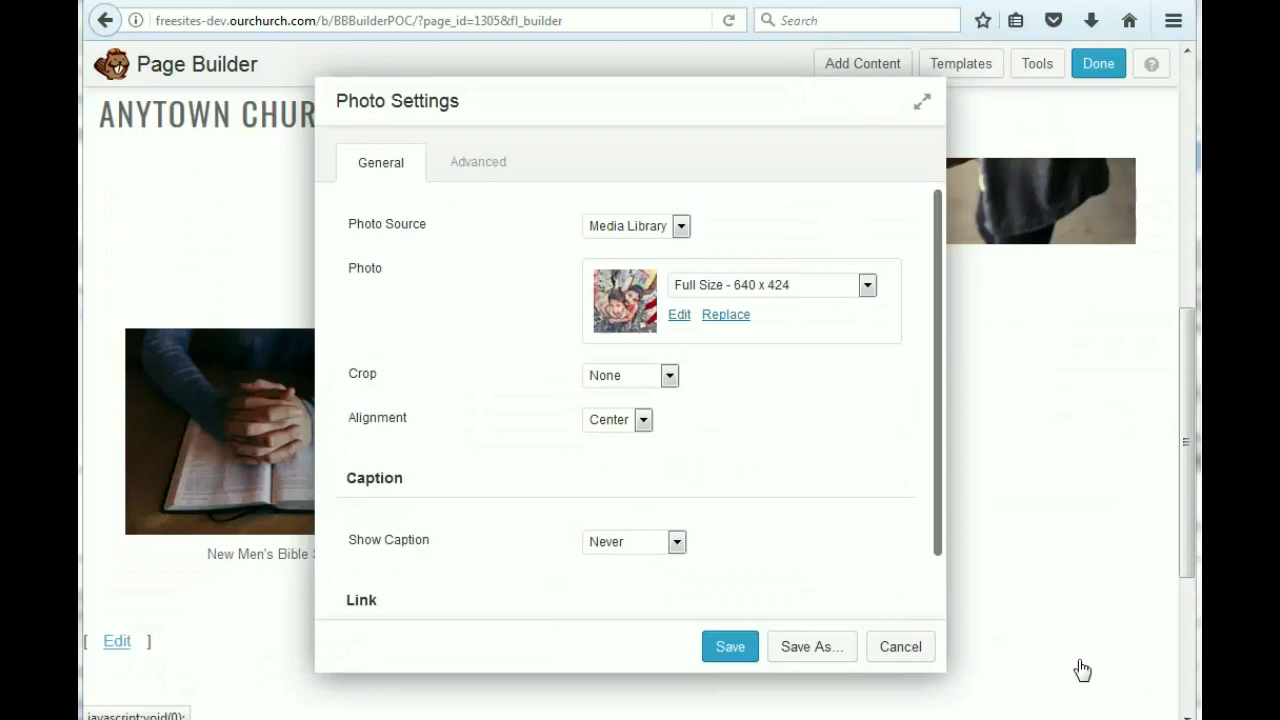 freesites-dev.ourchurch.com/b/BBBuilderPOC/?page_id=1305&fl_builder
Search
Page Builder
Add Content
Templates
Tools
Done
?
ANYTOWN CHUR
Photo Settings
General
Advanced
Photo Source
Media Library
Photo
Full Size - 640 x 424
Edit Replace
Crop
None
Alignment
Center
Caption
Show Caption
Never
New Men's Bible
Link
[ Edit ]
Save
Save As...
Cancel
javascript:void(0);